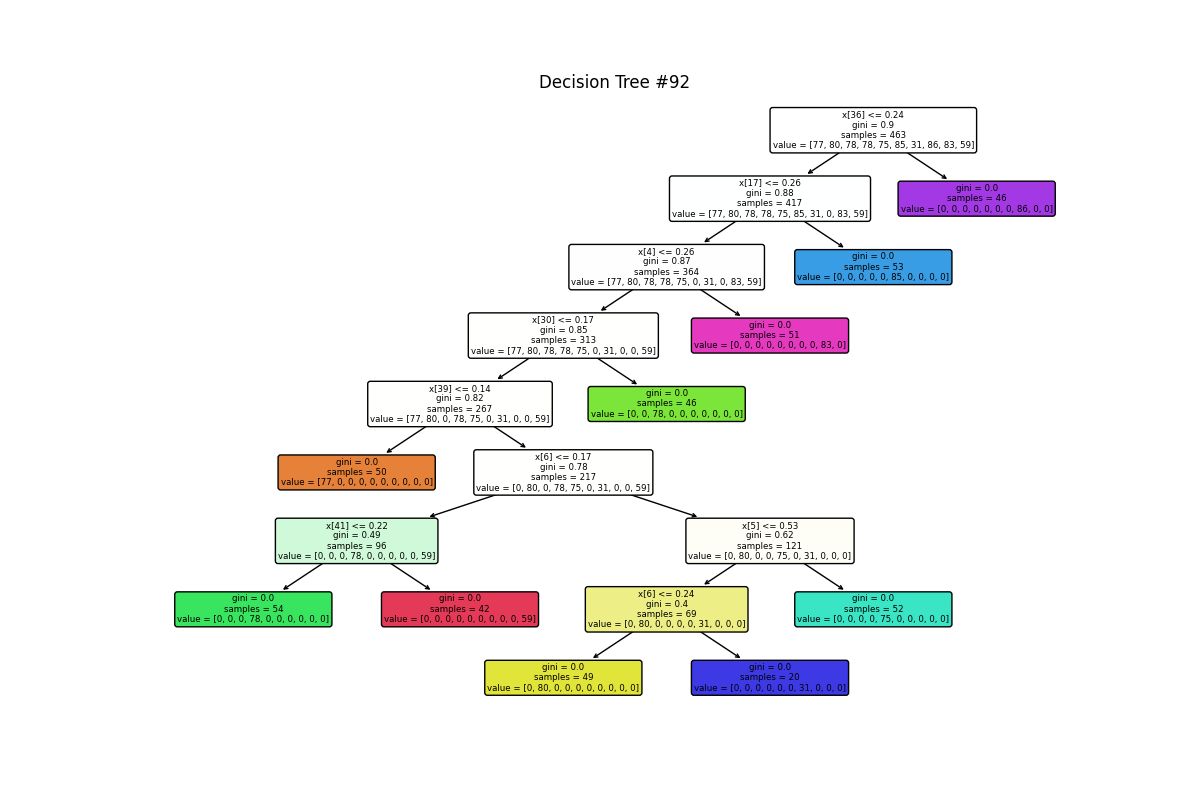 Decision Tree #92
x[36] <= 0.24
gini = 0.9
samples = 463
value = [77, 80, 78, 78, 75, 85, 31, 86, 83, 59]
x[17] <= 0.26
gini = 0.88
samples = 417
value = [77, 80, 78, 78, 75, 85, 31, 0, 83, 59]
gini = 0.0
samples = 46
value = [0, 0, 0, 0, 0, 0, 0, 86, 0, 0]
x[4] <= 0.26
gini = 0.87
samples = 364
value = [77, 80, 78, 78, 75, 0, 31, 0, 83, 59]
gini = 0.0
samples = 53
value = [0, 0, 0, 0, 0, 85, 0, 0, 0, 0]
x[30] <= 0.17
gini = 0.85
samples = 313
value = [77, 80, 78, 78, 75, 0, 31, 0, 0, 59]
gini = 0.0
samples = 51
value = [0, 0, 0, 0, 0, 0, 0, 0, 83, 0]
x[39] <= 0.14
gini = 0.82
samples = 267
value = [77, 80, 0, 78, 75, 0, 31, 0, 0, 59]
gini = 0.0
samples = 46
value = [0, 0, 78, 0, 0, 0, 0, 0, 0, 0]
gini = 0.0
samples = 50
value = [77, 0, 0, 0, 0, 0, 0, 0, 0, 0]
x[6] <= 0.17
gini = 0.78
samples = 217
value = [0, 80, 0, 78, 75, 0, 31, 0, 0, 59]
x[41] <= 0.22
gini = 0.49
samples = 96
value = [0, 0, 0, 78, 0, 0, 0, 0, 0, 59]
x[5] <= 0.53
gini = 0.62
samples = 121
value = [0, 80, 0, 0, 75, 0, 31, 0, 0, 0]
gini = 0.0
samples = 54
value = [0, 0, 0, 78, 0, 0, 0, 0, 0, 0]
gini = 0.0
samples = 42
value = [0, 0, 0, 0, 0, 0, 0, 0, 0, 59]
x[6] <= 0.24
gini = 0.4
samples = 69
value = [0, 80, 0, 0, 0, 0, 31, 0, 0, 0]
gini = 0.0
samples = 52
value = [0, 0, 0, 0, 75, 0, 0, 0, 0, 0]
gini = 0.0
samples = 49
value = [0, 80, 0, 0, 0, 0, 0, 0, 0, 0]
gini = 0.0
samples = 20
value = [0, 0, 0, 0, 0, 0, 31, 0, 0, 0]